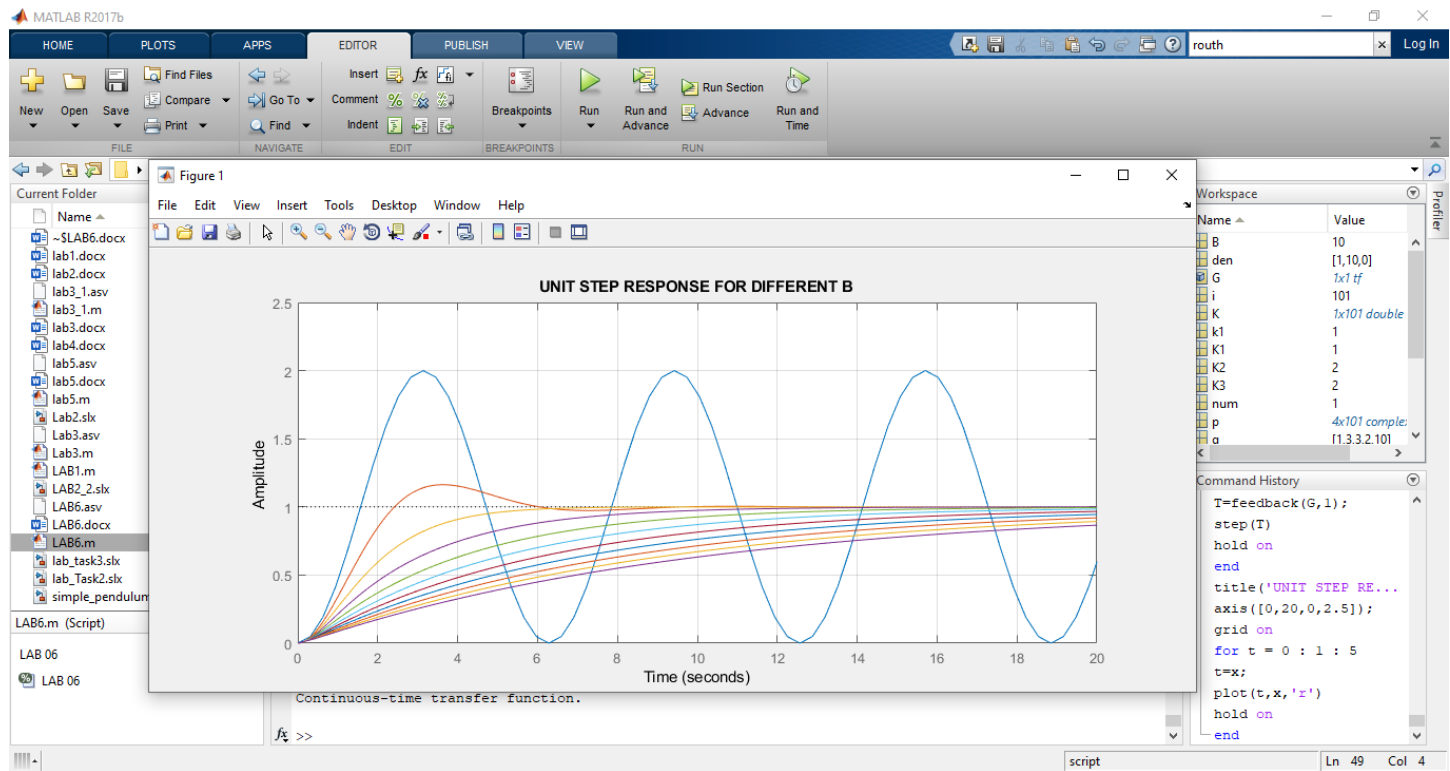 MATLAB R2017b
HOME PLOTS APPS EDITOR PUBLISH VIEW routh Log In
New Open Save Find Files Compare Print
FILE
Go To Find
NAVIGATE
Insert fx
Comment %
Indent
EDIT
Breakpoints
BREAKPOINTS
Run Run and Advance Run Section Advance Run and Time
RUN
Current Folder
Name
~$LAB6.docx
lab1.docx
lab2.docx
lab3_1.asv
lab3_1.m
lab3.docx
lab4.docx
lab5.asv
lab5.docx
lab5.m
Lab2.slx
Lab3.asv
Lab3.m
LAB1.m
LAB2_2.slx
LAB6.asv
LAB6.docx
LAB6.m
lab_task3.slx
lab_Task2.slx
simple_pendulum
LAB6.m (Script)
LAB 06
LAB 06
Figure 1
File Edit View Insert Tools Desktop Window Help
UNIT STEP RESPONSE FOR DIFFERENT B
2.5
2
1.5
1
0.5
0
Amplitude
0 2 4 6 8 10 12 14 16 18 20
Time (seconds)
Continuous-time transfer function.
fx >>
Workspace
Name Value
B 10
den [1,10,0]
G 1x1 tf
i 101
K 1x101 double
k1 1
K1 1
K2 2
K3 2
num 1
p 4x101 comple
q [1,3,3,2,10]
Profiler
Command History
T=feedback(G,1);
step(T)
hold on
end
title('UNIT STEP RE...
axis([0,20,0,2.5]);
grid on
for t = 0 : 1 : 5
t=x;
plot(t,x,'r')
hold on
end
script Ln 49 Col 4